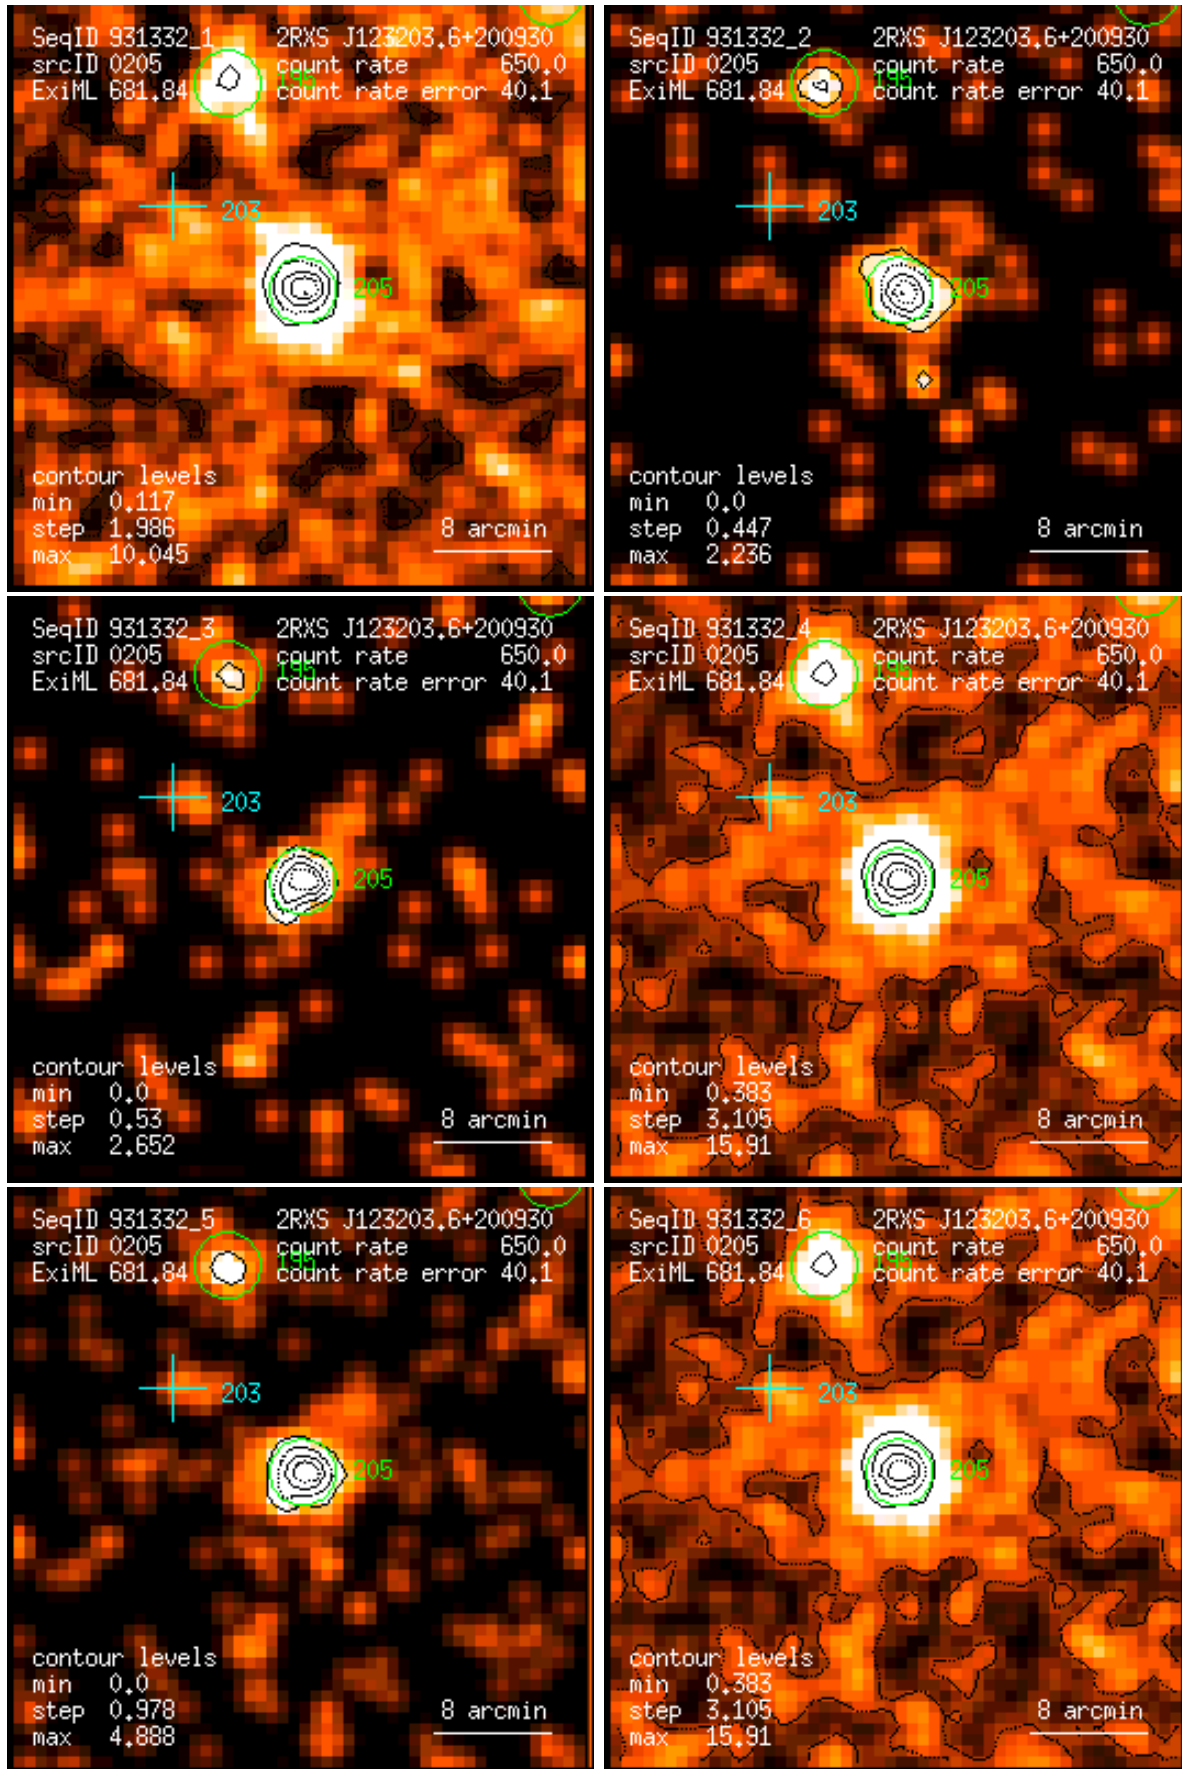 SeqID 931332_1 2RXS J123203.6+200930
srcID 0205 count rate 650.0
195
ExiML 681.84 count rate error 40.1
203
205
contour levels
min 0.117
step 1.986 8 arcmin
max 10.045
SeqID 931332_2 2RXS J123203.6+200930
srcID 0205 count rate 650.0
195
ExiML 681.84 count rate error 40.1
203
205
contour levels
min 0.0
step 0.447 8 arcmin
max 2.236
SeqID 931332_3 2RXS J123203.6+200930
srcID 0205 count rate 650.0
195
ExiML 681.84 count rate error 40.1
203
205
contour levels
min 0.0
step 0.53 8 arcmin
max 2.652
SeqID 931332_4 2RXS J123203.6+200930
srcID 0205 count rate 650.0
195
ExiML 681.84 count rate error 40.1
203
205
contour levels
min 0.383
step 3.105 8 arcmin
max 15.91
SeqID 931332_5 2RXS J123203.6+200930
srcID 0205 count rate 650.0
195
ExiML 681.84 count rate error 40.1
203
205
contour levels
min 0.0
step 0.978 8 arcmin
max 4.888
SeqID 931332_6 2RXS J123203.6+200930
srcID 0205 count rate 650.0
195
ExiML 681.84 count rate error 40.1
203
205
contour levels
min 0.383
step 3.105 8 arcmin
max 15.91